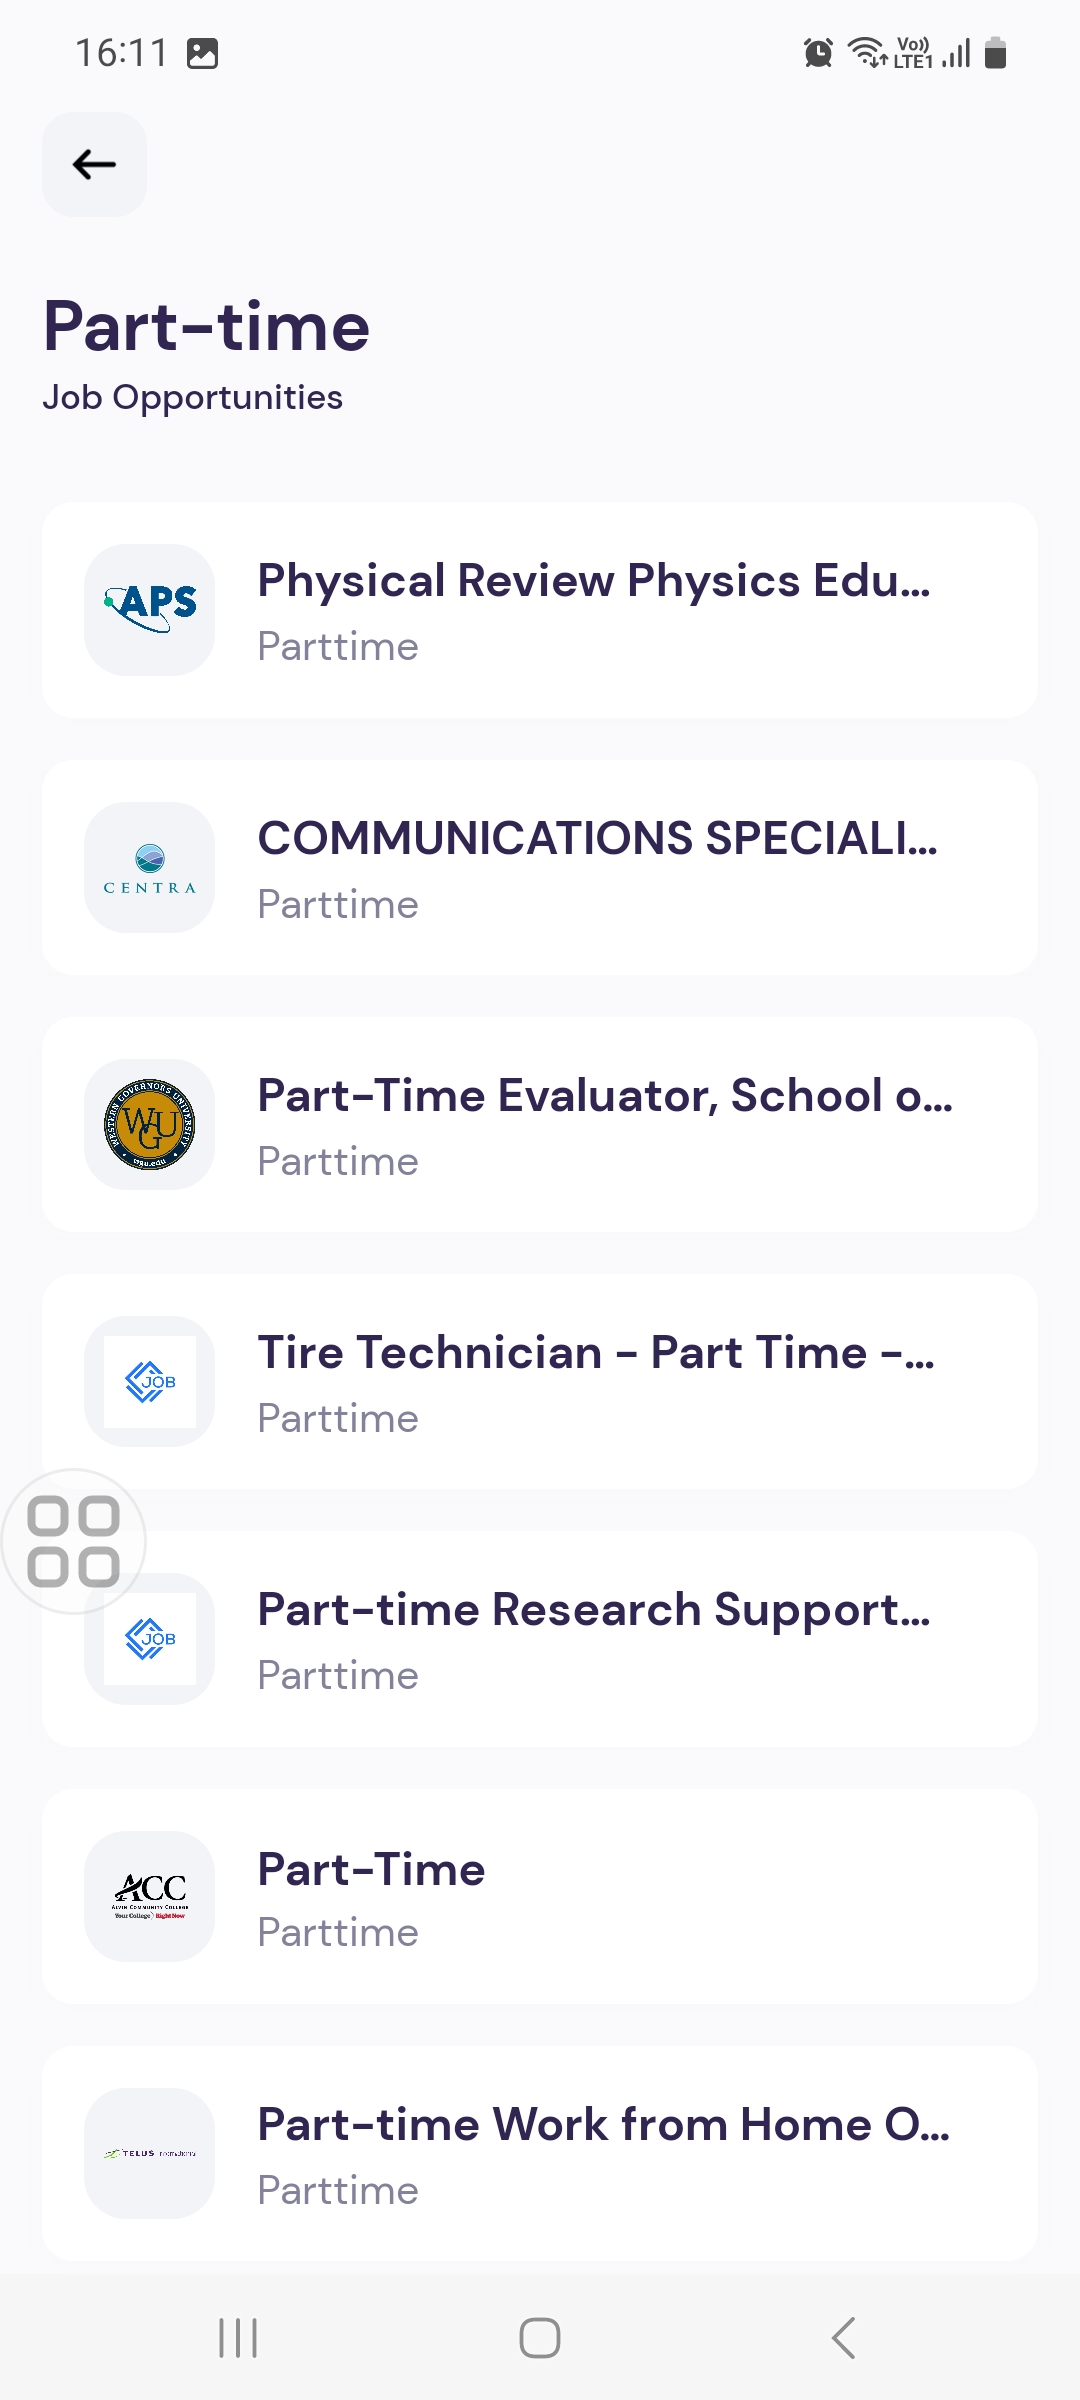 16:11
Vo))
LTE1
Part-time
Job Opportunities
APS
Physical Review Physics Edu...
Parttime
CENTRA
COMMUNICATIONS SPECIALI...
Parttime
WESTERN GOVERNORS UNIVERSITY
WGU
wgu.edu
Part-Time Evaluator, School o...
Parttime
JOB
Tire Technician - Part Time -...
Parttime
JOB
Part-time Research Support...
Parttime
ACC
ALVIN COMMUNITY COLLEGE
Your College Right Now
Part-Time
Parttime
TELUS
Part-time Work from Home O...
Parttime